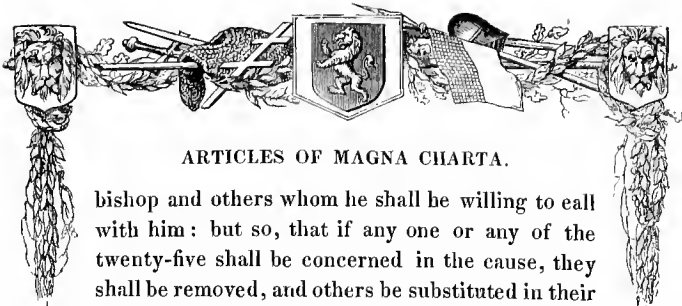 ARTICLES OF MAGNA CHARTA.
bishop and others whom he shall be willing to call
with him : but so, that if any one or any of the
twenty-five shall be concerned in the cause, they
shall be removed, and others be substituted in their